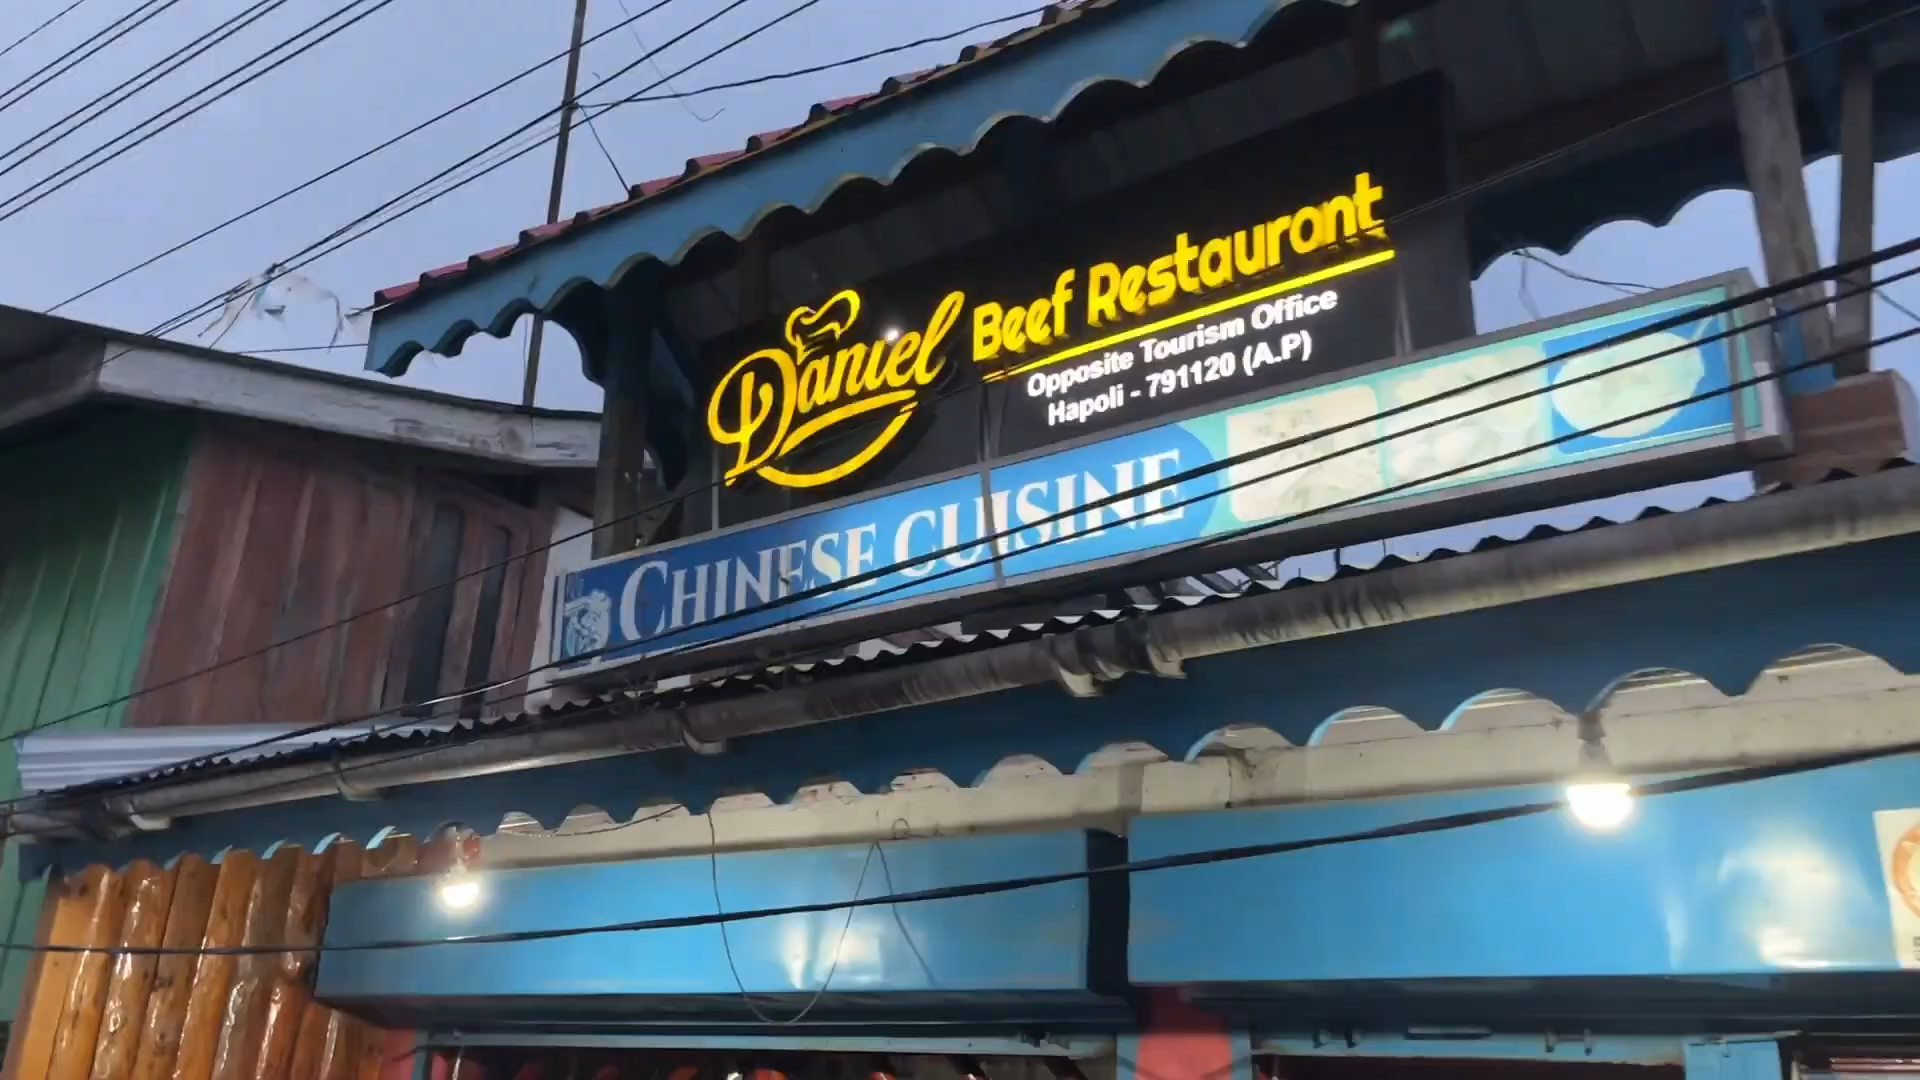 Daniel Beef Restaurant
Opposite Tourism Office
Hapoli - 791120 (A.P)
CHINESE CUISINE